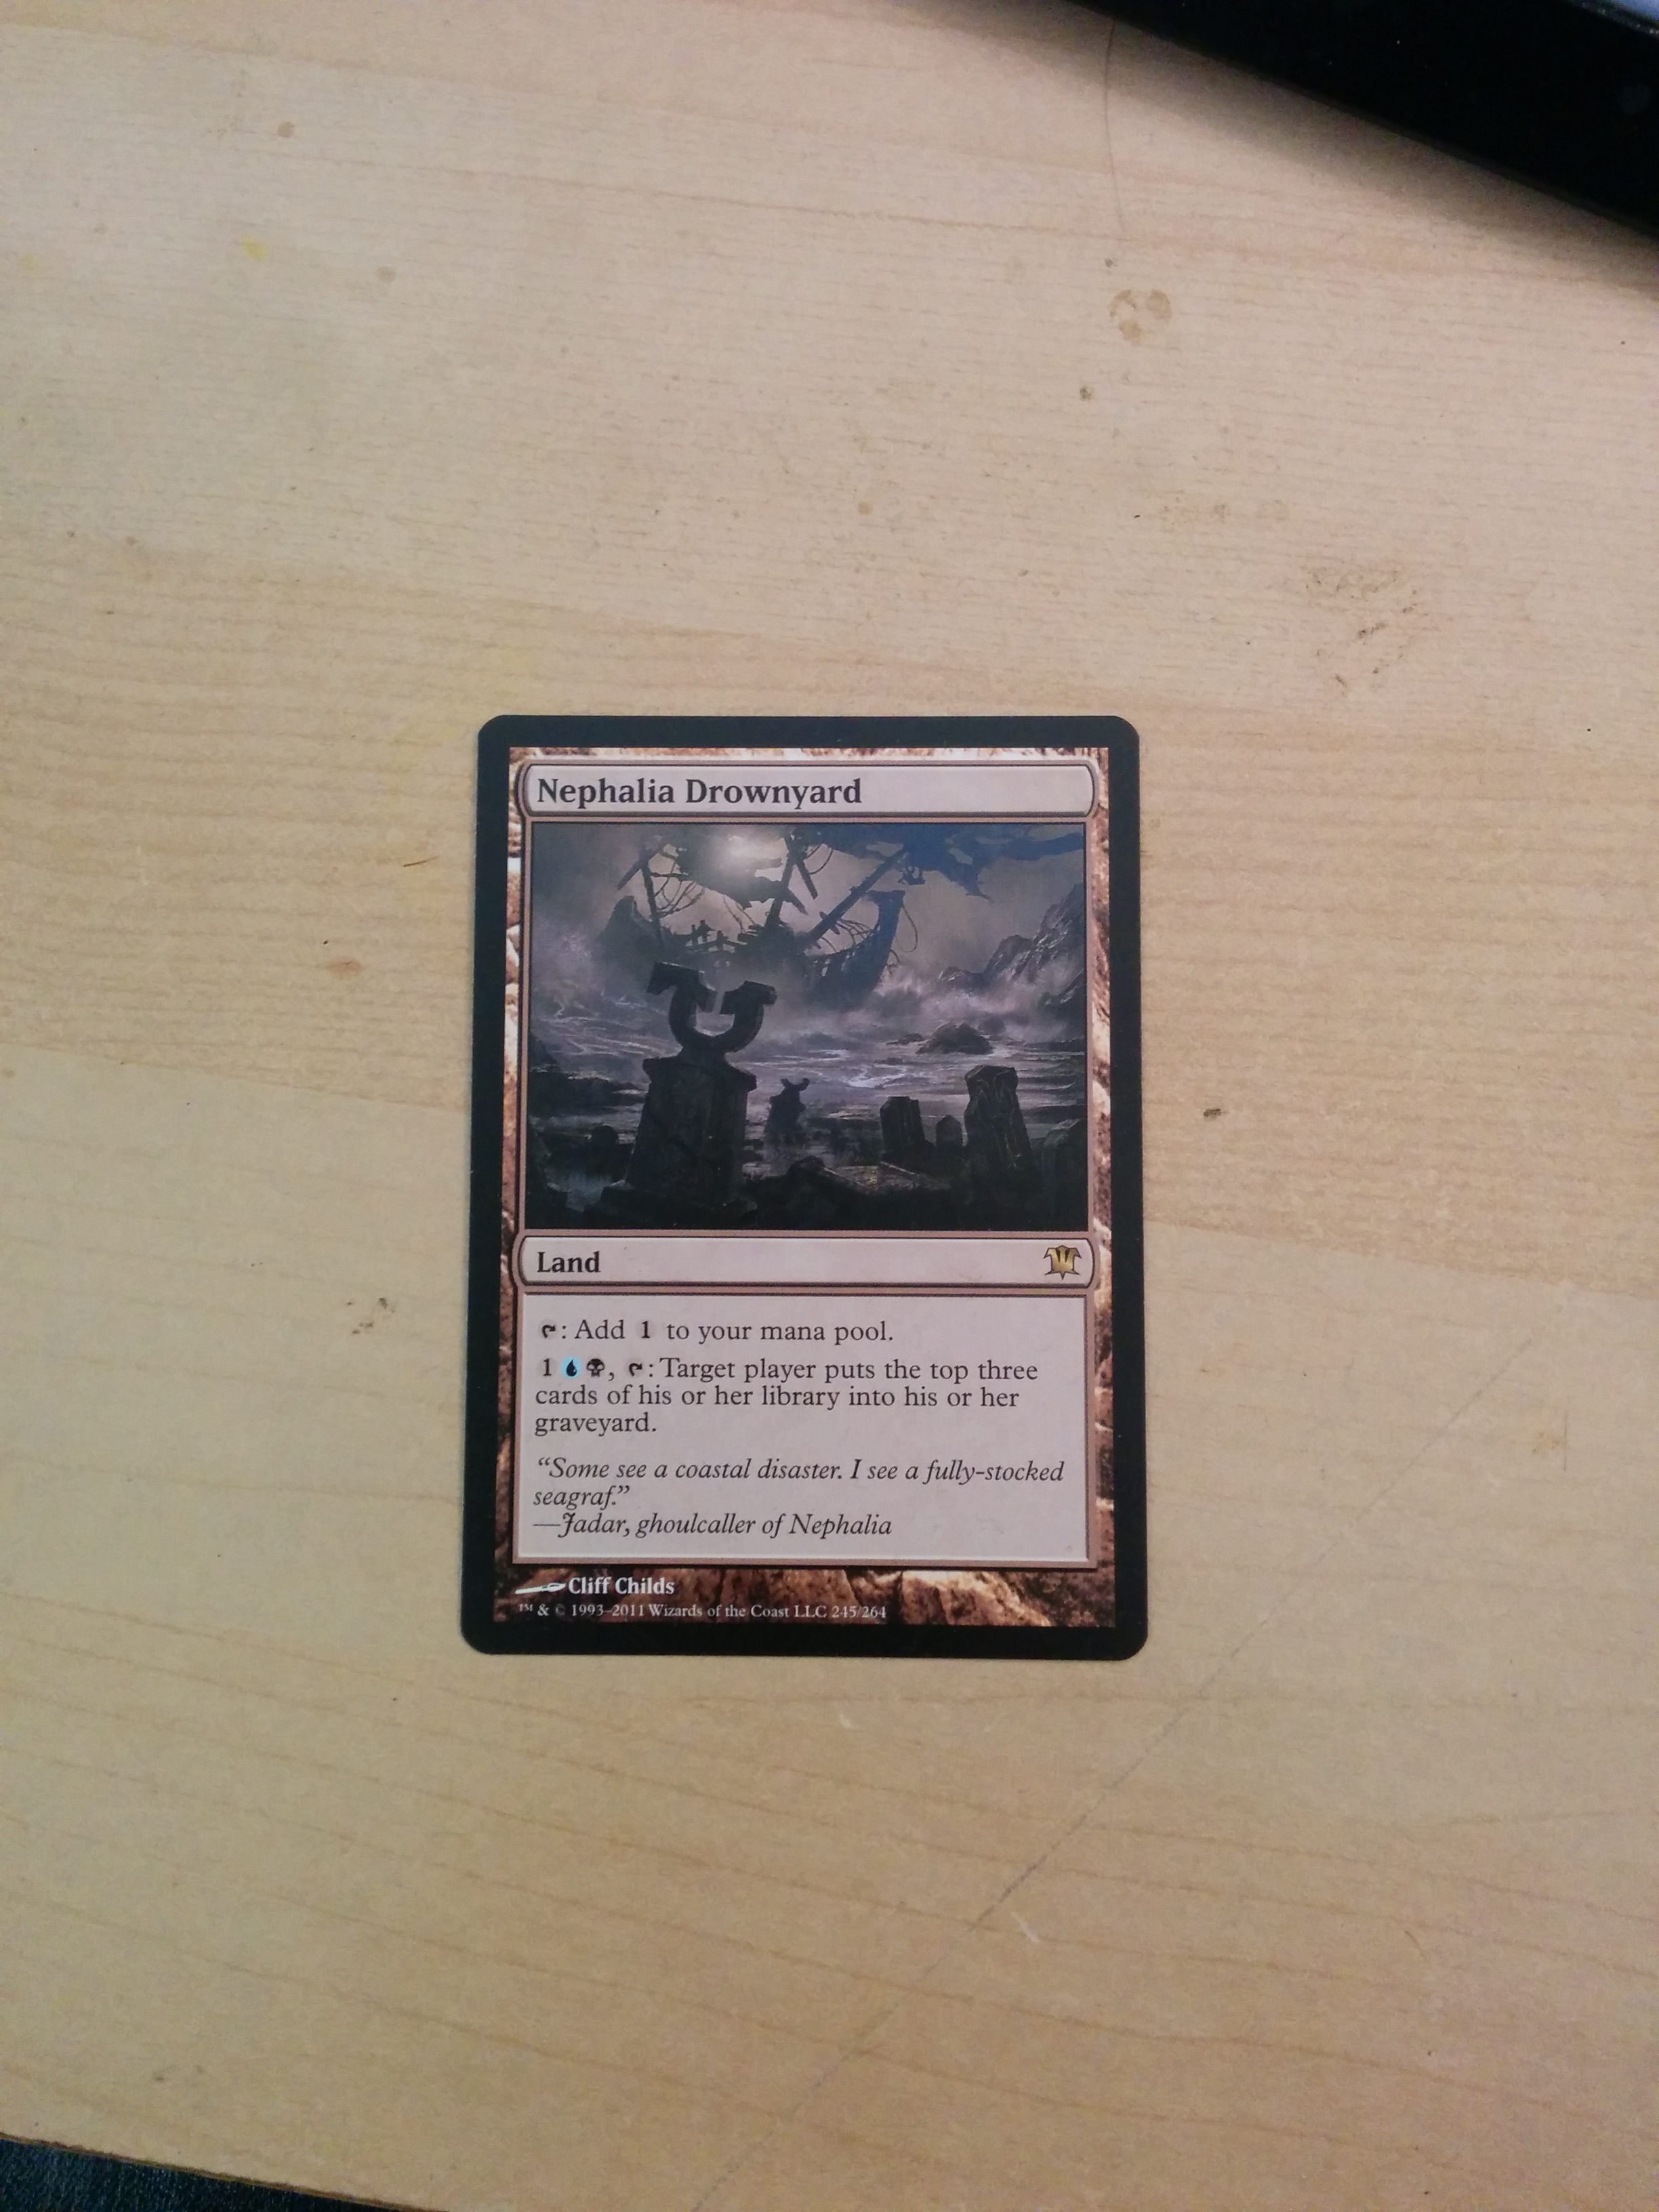 Nephalia Drownyard
Land
: Add 1 to your mana pool.
1 , : Target player puts the top three
cards of his or her library into his or her
graveyard.
“Some see a coastal disaster. I see a fully-stocked
seagraf.”
—Jadar, ghoulcaller of Nephalia
Cliff Childs
™ & © 1993–2011 Wizards of the Coast LLC 245/264